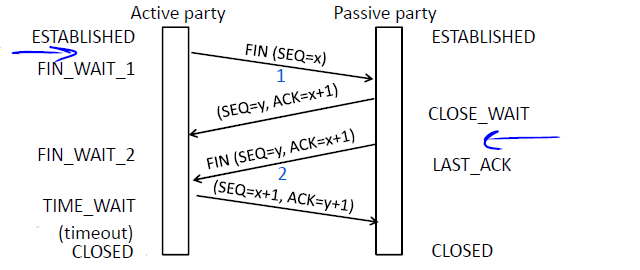 Active party Passive party
ESTABLISHED ESTABLISHED
FIN (SEQ=x)
FIN_WAIT_1 1
(SEQ=y, ACK=x+1)
CLOSE_WAIT
FIN_WAIT_2 FIN (SEQ=y, ACK=x+1)
LAST_ACK
2
(SEQ=x+1, ACK=y+1)
TIME_WAIT
(timeout)
CLOSED CLOSED